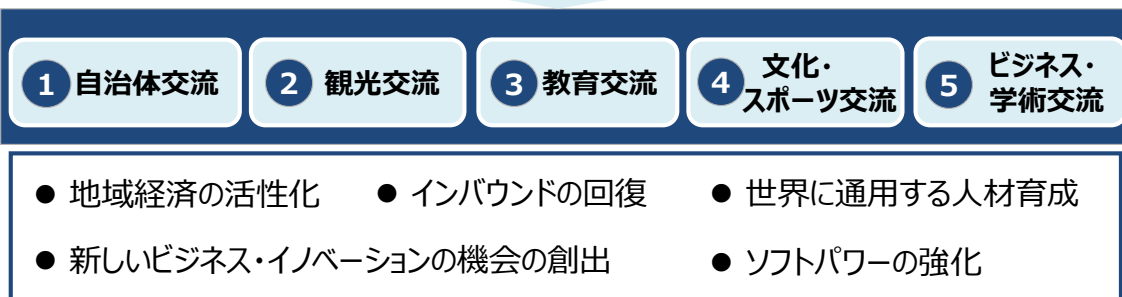 1 自治体交流
2 観光交流
3 教育交流
4 文化・
スポーツ交流
5 ビジネス・
学術交流
● 地域経済の活性化 ● インバウンドの回復 ● 世界に通用する人材育成
● 新しいビジネス・イノベーションの機会の創出 ● ソフトパワーの強化